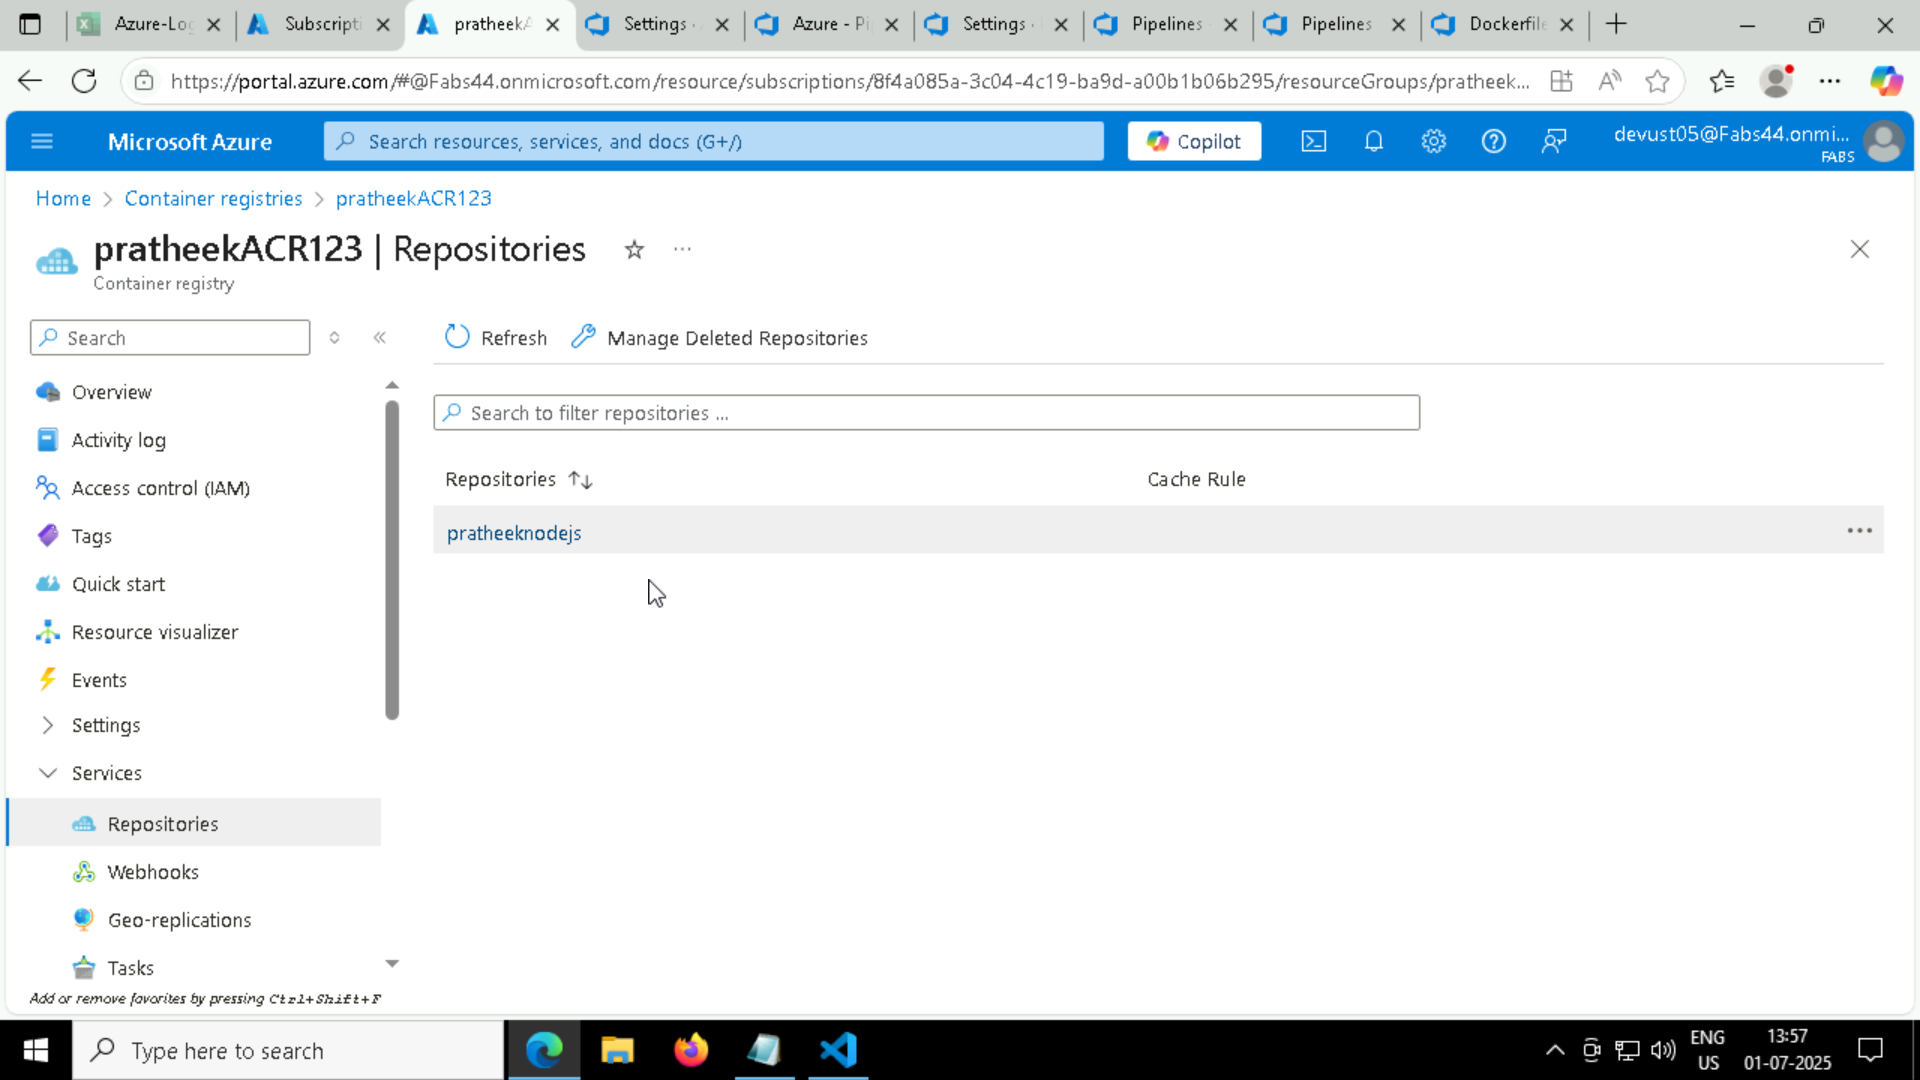 Azure-Log
Subscripti
pratheekA
Settings ·
Azure - Pi
Settings ·
Pipelines -
Pipelines
Dockerfile
https://portal.azure.com/#@Fabs44.onmicrosoft.com/resource/subscriptions/8f4a085a-3c04-4c19-ba9d-a00b1b06b295/resourceGroups/pratheek...
Microsoft Azure
Search resources, services, and docs (G+/)
Copilot
devust05@Fabs44.onmi...
FABS
Home > Container registries > pratheekACR123
pratheekACR123 | Repositories
Container registry
Search
Refresh
Manage Deleted Repositories
Search to filter repositories ...
Overview
Activity log
Access control (IAM)
Tags
Quick start
Resource visualizer
Events
Settings
Services
Repositories
Webhooks
Geo-replications
Tasks
Add or remove favorites by pressing Ctrl+Shift+F
Repositories
Cache Rule
pratheeknodejs
Type here to search
ENG
US
13:57
01-07-2025